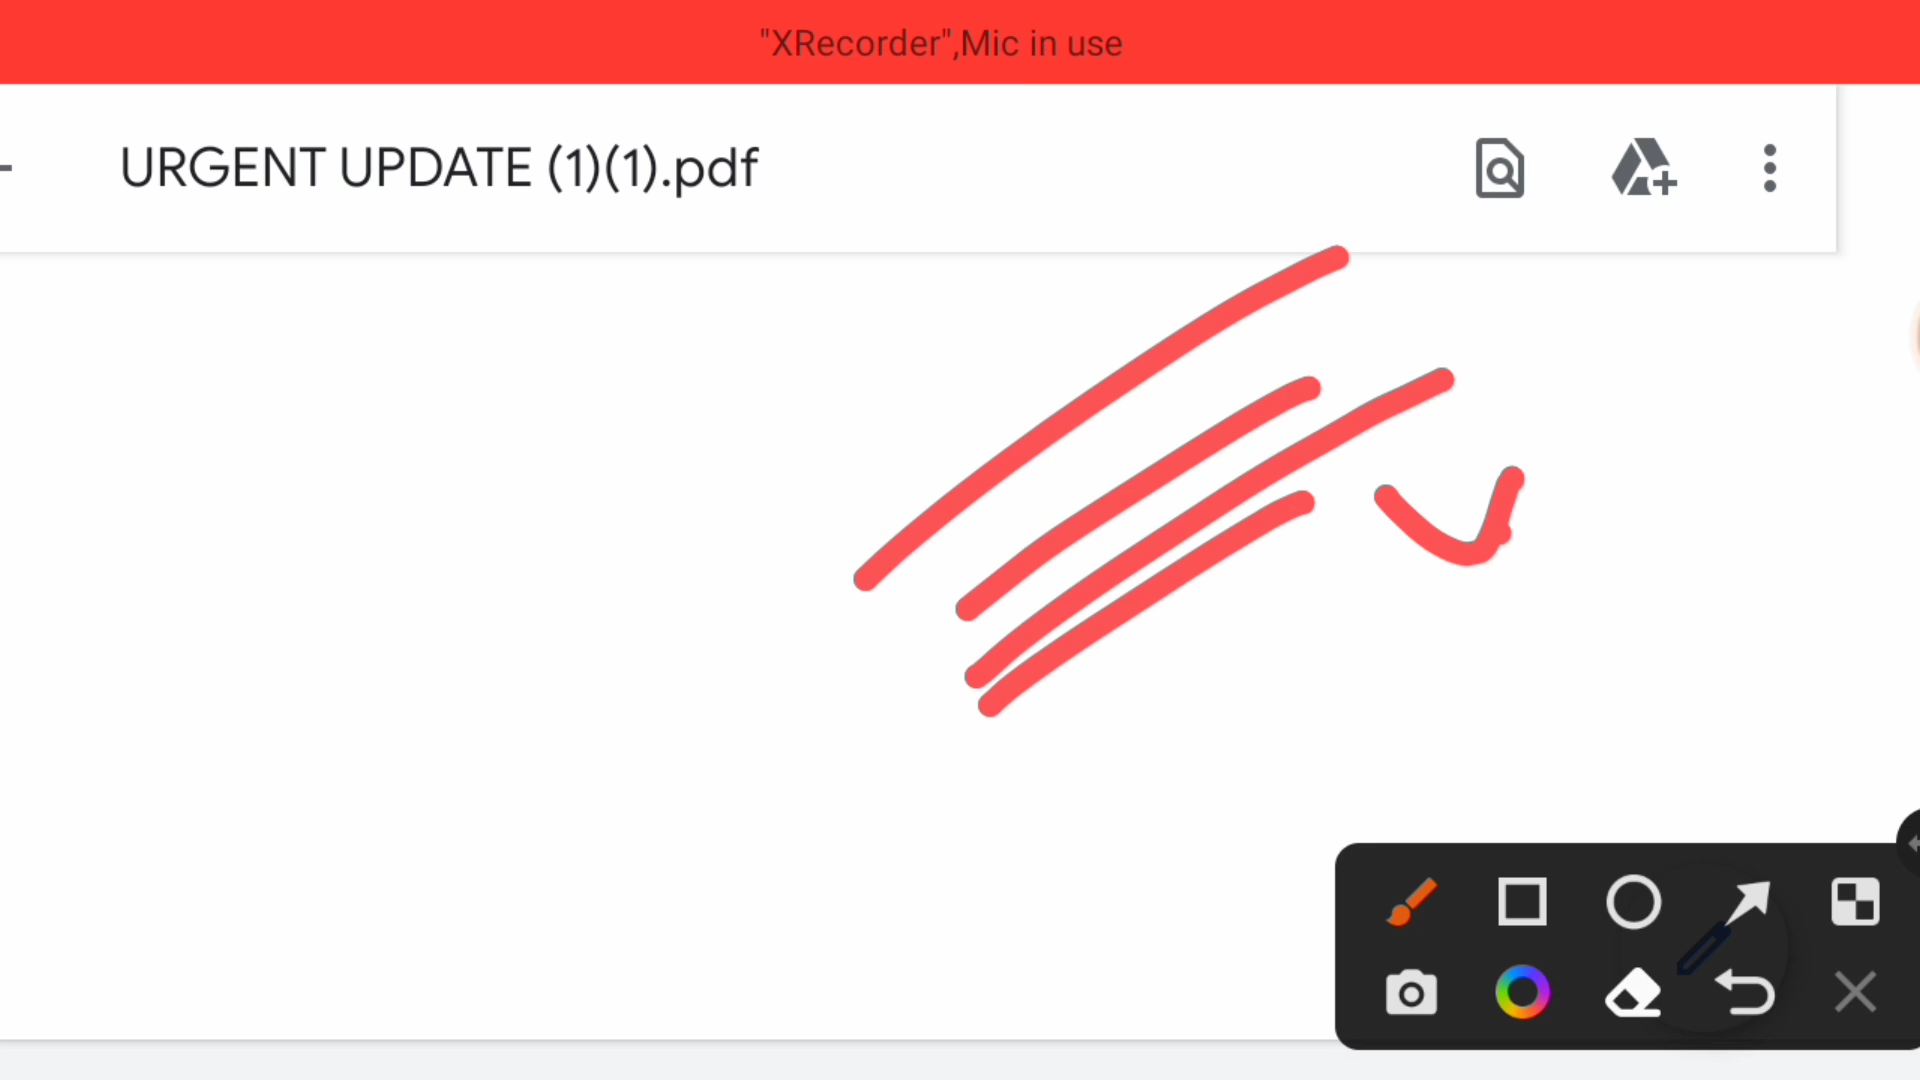 "XRecorder",Mic in use
URGENT UPDATE (1)(1).pdf